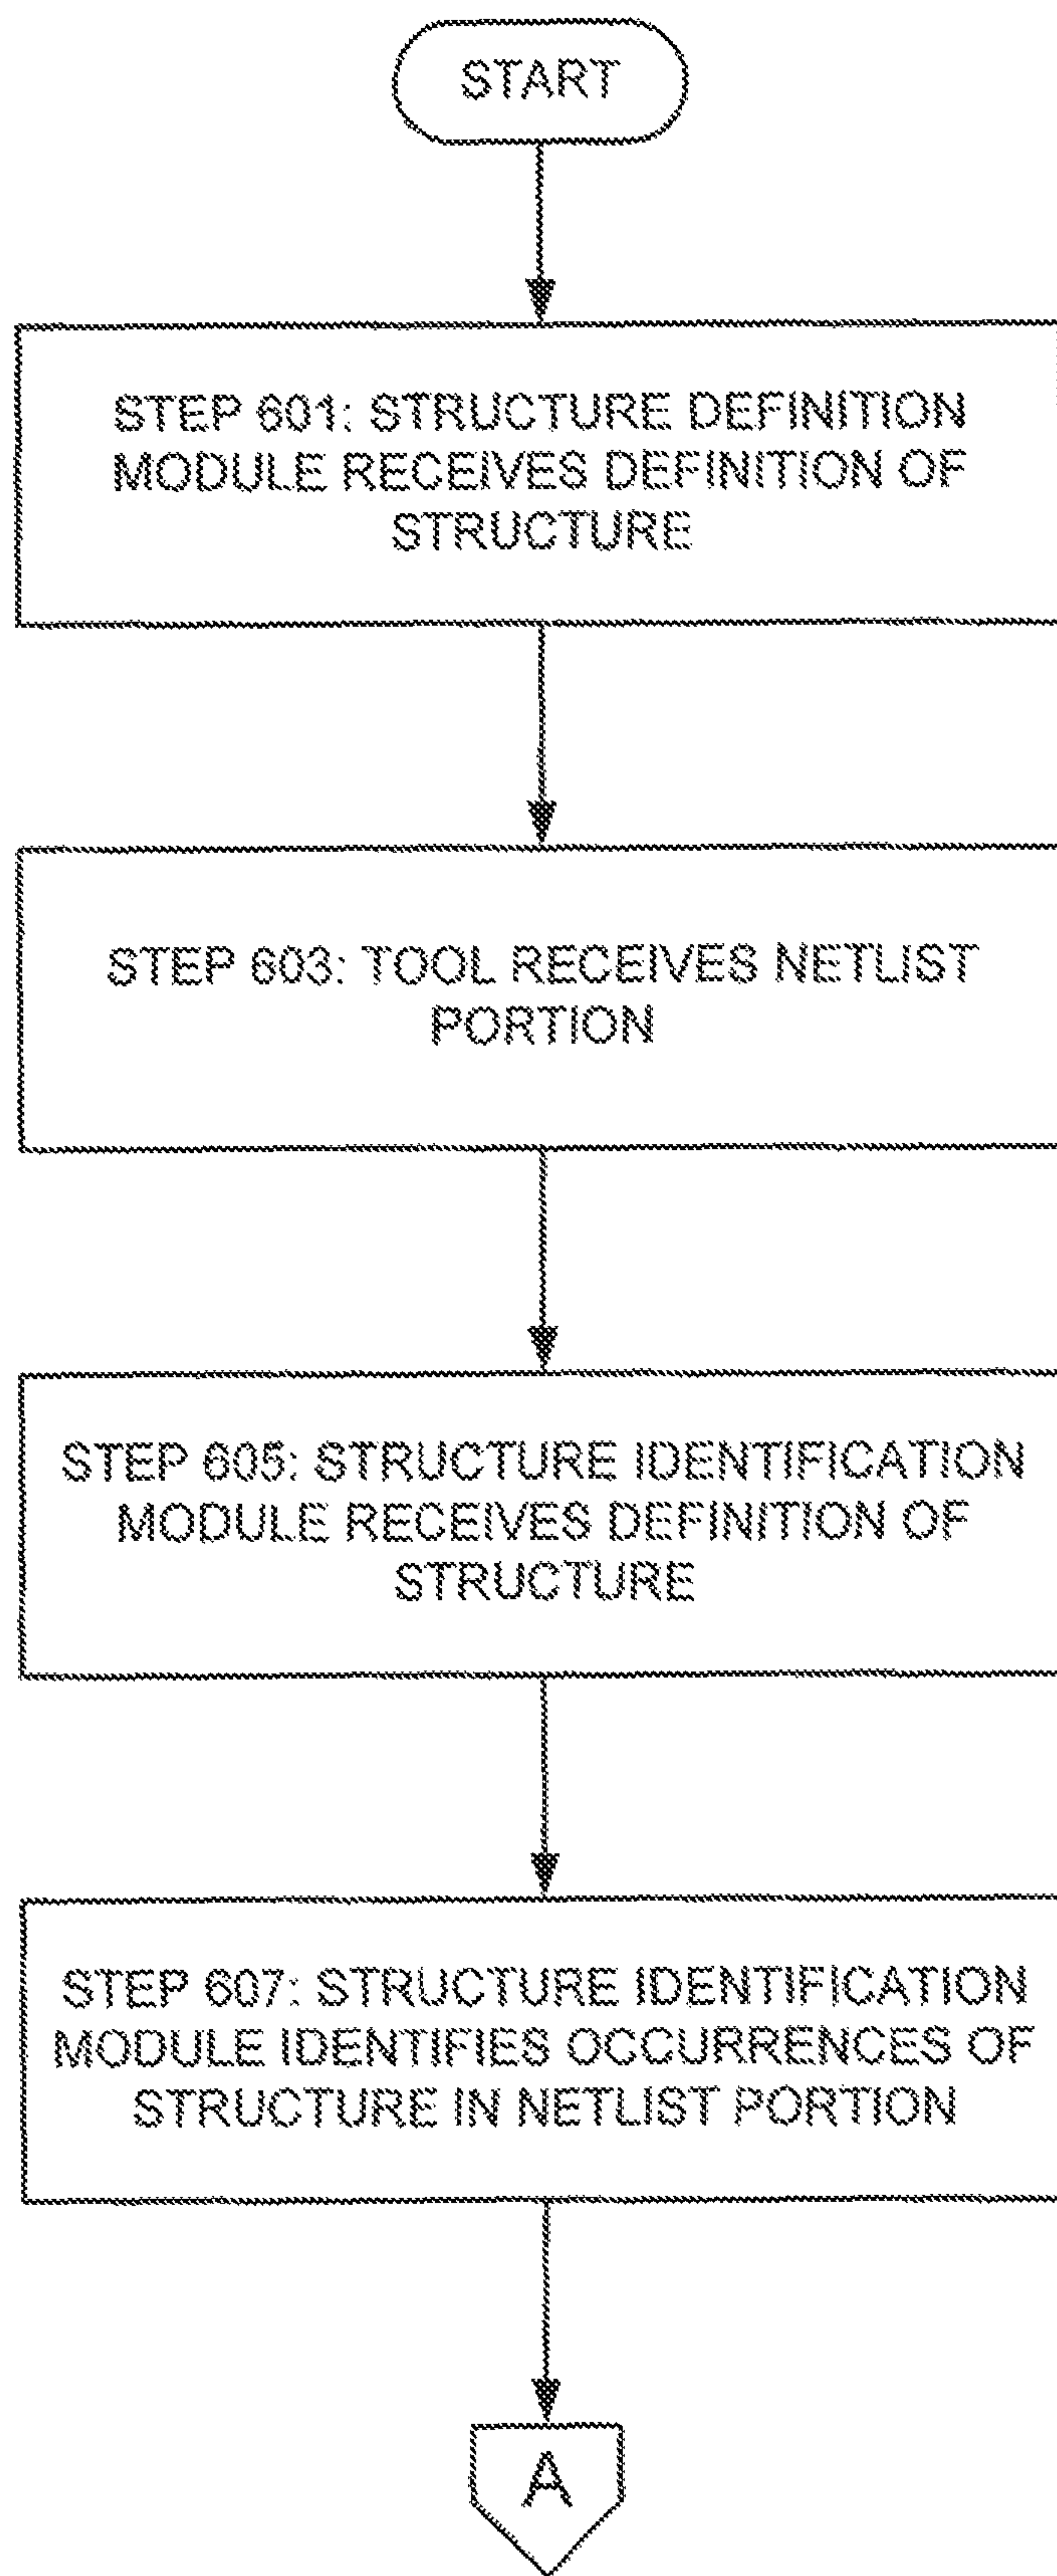 START
STEP 601: STRUCTURE DEFINITION
MODULE RECEIVES DEFINITION OF
STRUCTURE
STEP 603: TOOL RECEIVES NETLIST
PORTION
STEP 605: STRUCTURE IDENTIFICATION
MODULE RECEIVES DEFINITION OF
STRUCTURE
STEP 607: STRUCTURE IDENTIFICATION
MODULE IDENTIFIES OCCURRENCES OF
STRUCTURE IN NETLIST PORTION
A